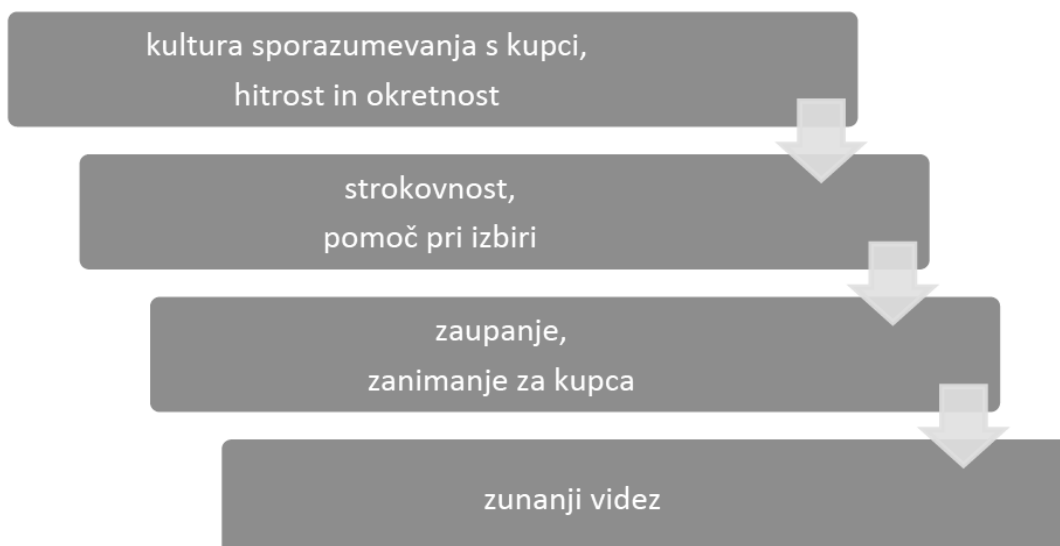 kultura sporazumevanja s kupci,
hitrost in okretnost
strokovnost,
pomoč pri izbiri
zaupanje,
zanimanje za kupca
zunanji videz